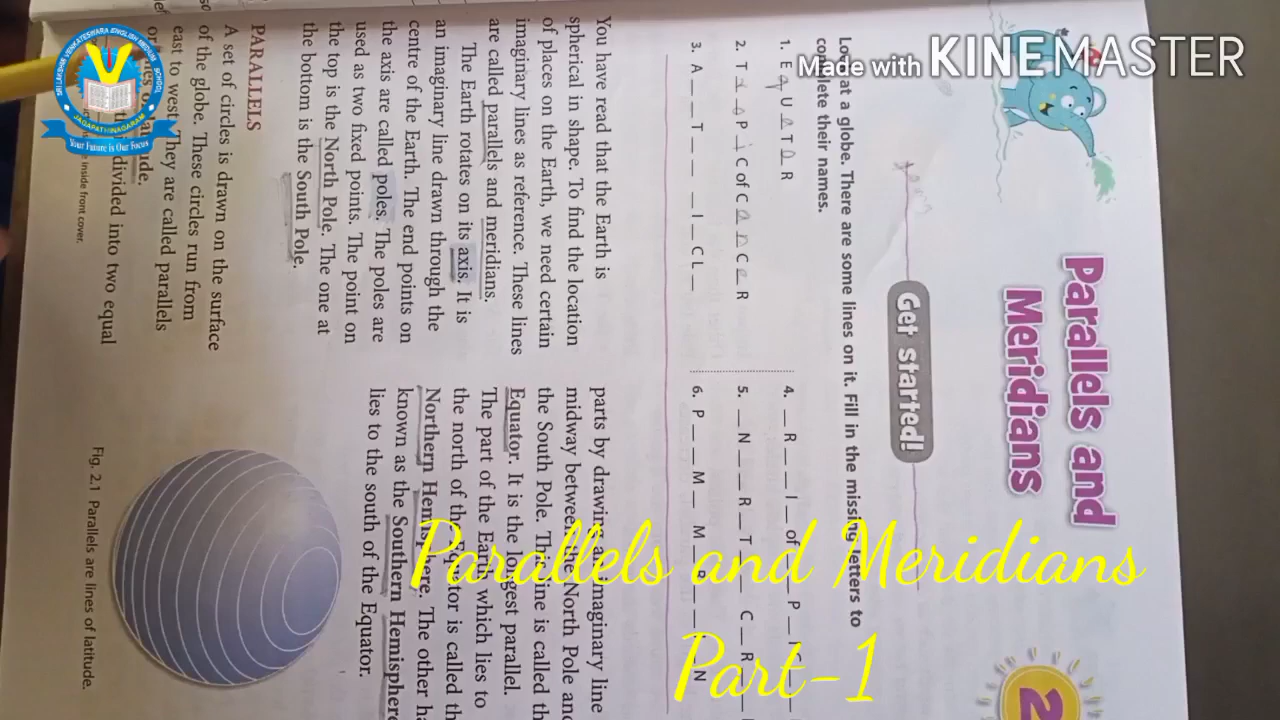 Made with KINEMASTER
SRI LAKSHMI VENKATESWARA ENGLISH MEDIUM SCHOOL
JAGAPATHINAGARAM
Your Future is Our Focus
Parallels and Meridians
Part-1
2
Parallels and
Meridians
Get started!
Look at a globe. There are some lines on it. Fill in the missing letters to
complete their names.
1. E q U a T o R
2. T r o P i C of C a n C e R
3. A _ _ T _ _ _ I _ C L _
4. _ R _ _ I _ of _ _ P _ I C _ _
5. _ N _ _ R _ T _ _ C _ R _
6. P _ _ M _ M _ R _ _ _ N
You have read that the Earth is
spherical in shape. To find the location
of places on the Earth, we need certain
imaginary lines as reference. These lines
are called parallels and meridians.
The Earth rotates on its axis. It is
an imaginary line drawn through the
centre of the Earth. The end points on
the axis are called poles. The poles are
used as two fixed points. The point on
the top is the North Pole. The one at
the bottom is the South Pole.
PARALLELS
A set of circles is drawn on the surface
of the globe. These circles run from
east to west. They are called parallels
divided into two equal
inside front cover.
parts by drawing an imaginary line
midway between the North Pole and
the South Pole. This line is called th
Equator. It is the longest parallel.
The part of the Earth which lies to
the north of the Equator is called th
Northern Hemisphere. The other ha
known as the Southern Hemisphere
lies to the south of the Equator.
Fig. 2.1 Parallels are lines of latitude.